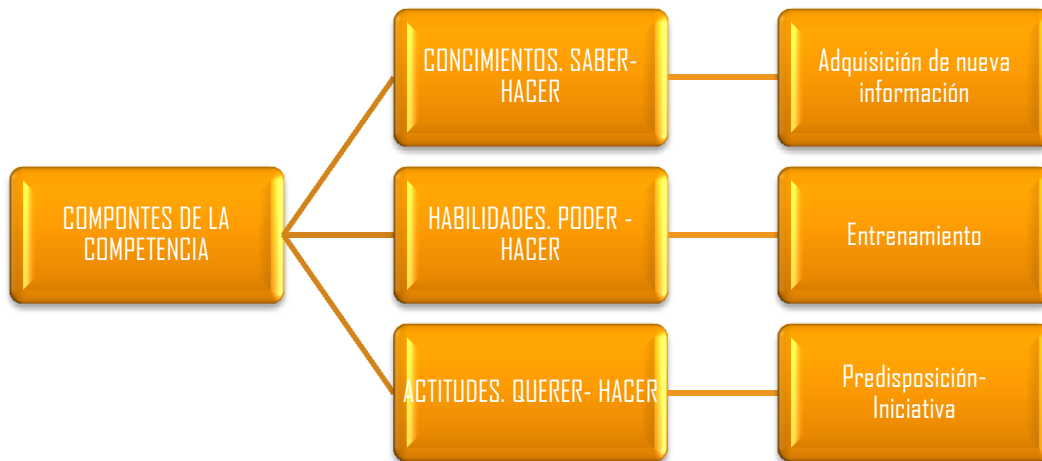 CONCIMIENTOS. SABER-
HACER
Adquisición de nueva
información
COMPONTES DE LA
COMPETENCIA
HABILIDADES. PODER -
HACER
Entrenamiento
ACTITUDES. QUERER- HACER
Predisposición-
Iniciativa